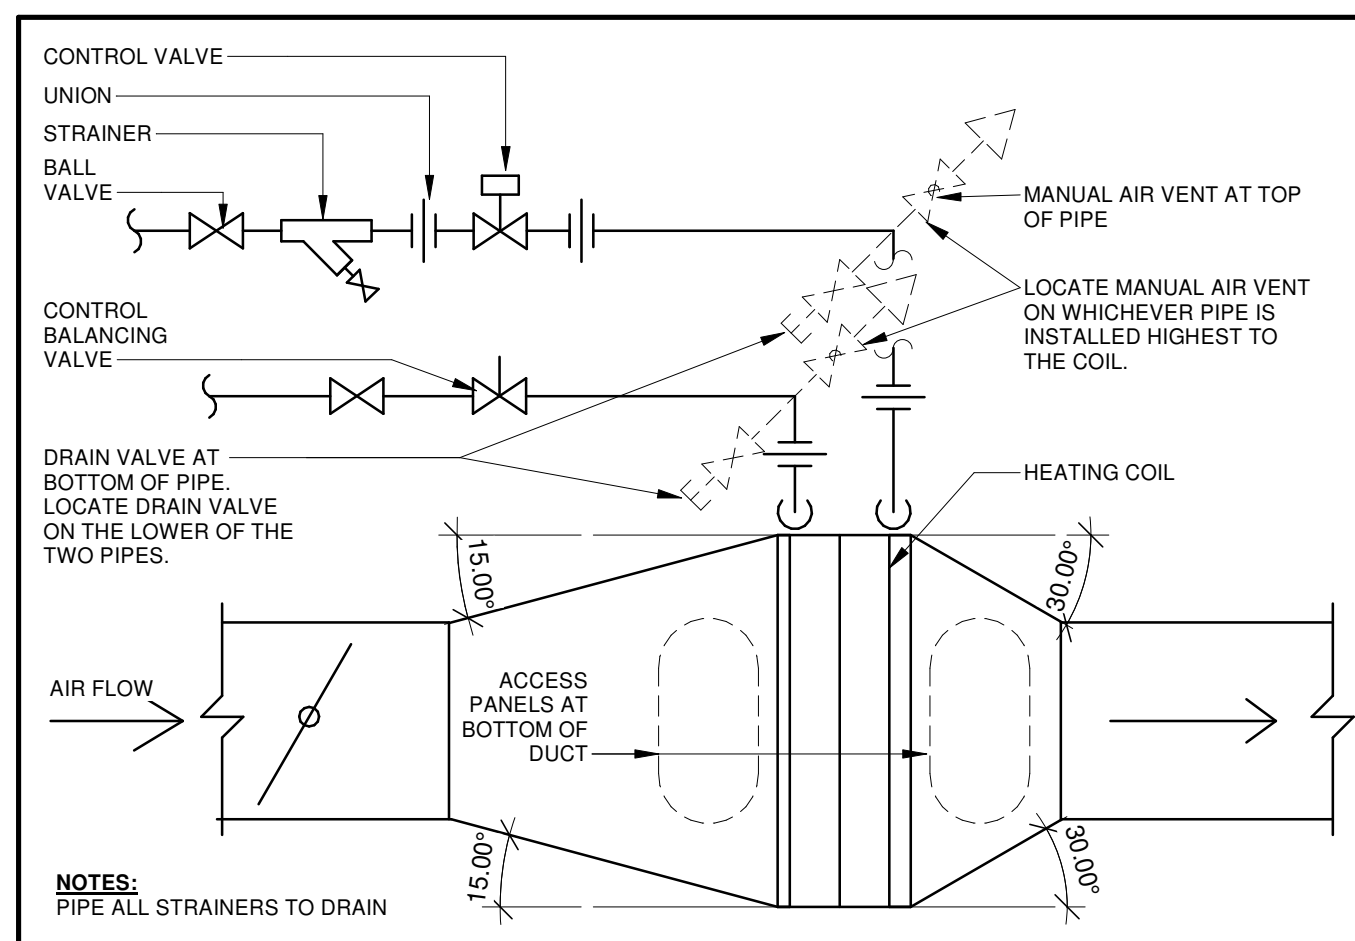 CONTROL VALVE
UNION
STRAINER
BALL
VALVE
MANUAL AIR VENT AT TOP
OF PIPE
LOCATE MANUAL AIR VENT
ON WHICHEVER PIPE IS
INSTALLED HIGHEST TO
THE COIL.
CONTROL
BALANCING
VALVE
DRAIN VALVE AT
BOTTOM OF PIPE.
LOCATE DRAIN VALVE
ON THE LOWER OF THE
TWO PIPES.
HEATING COIL
15.00°
30.00°
AIR FLOW
ACCESS
PANELS AT
BOTTOM OF
DUCT
15.00°
30.00°
NOTES:
PIPE ALL STRAINERS TO DRAIN